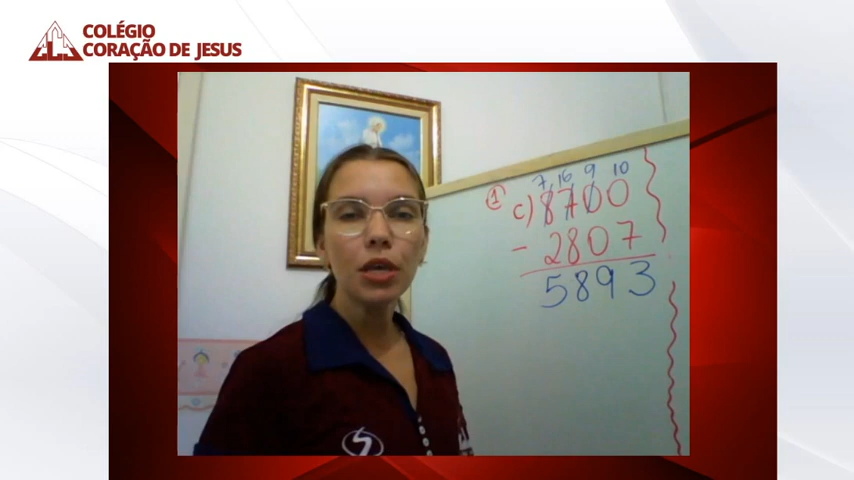 COLÉGIO
CORAÇÃO DE JESUS
7 16 9 10
① c) 8700
- 2807
5893